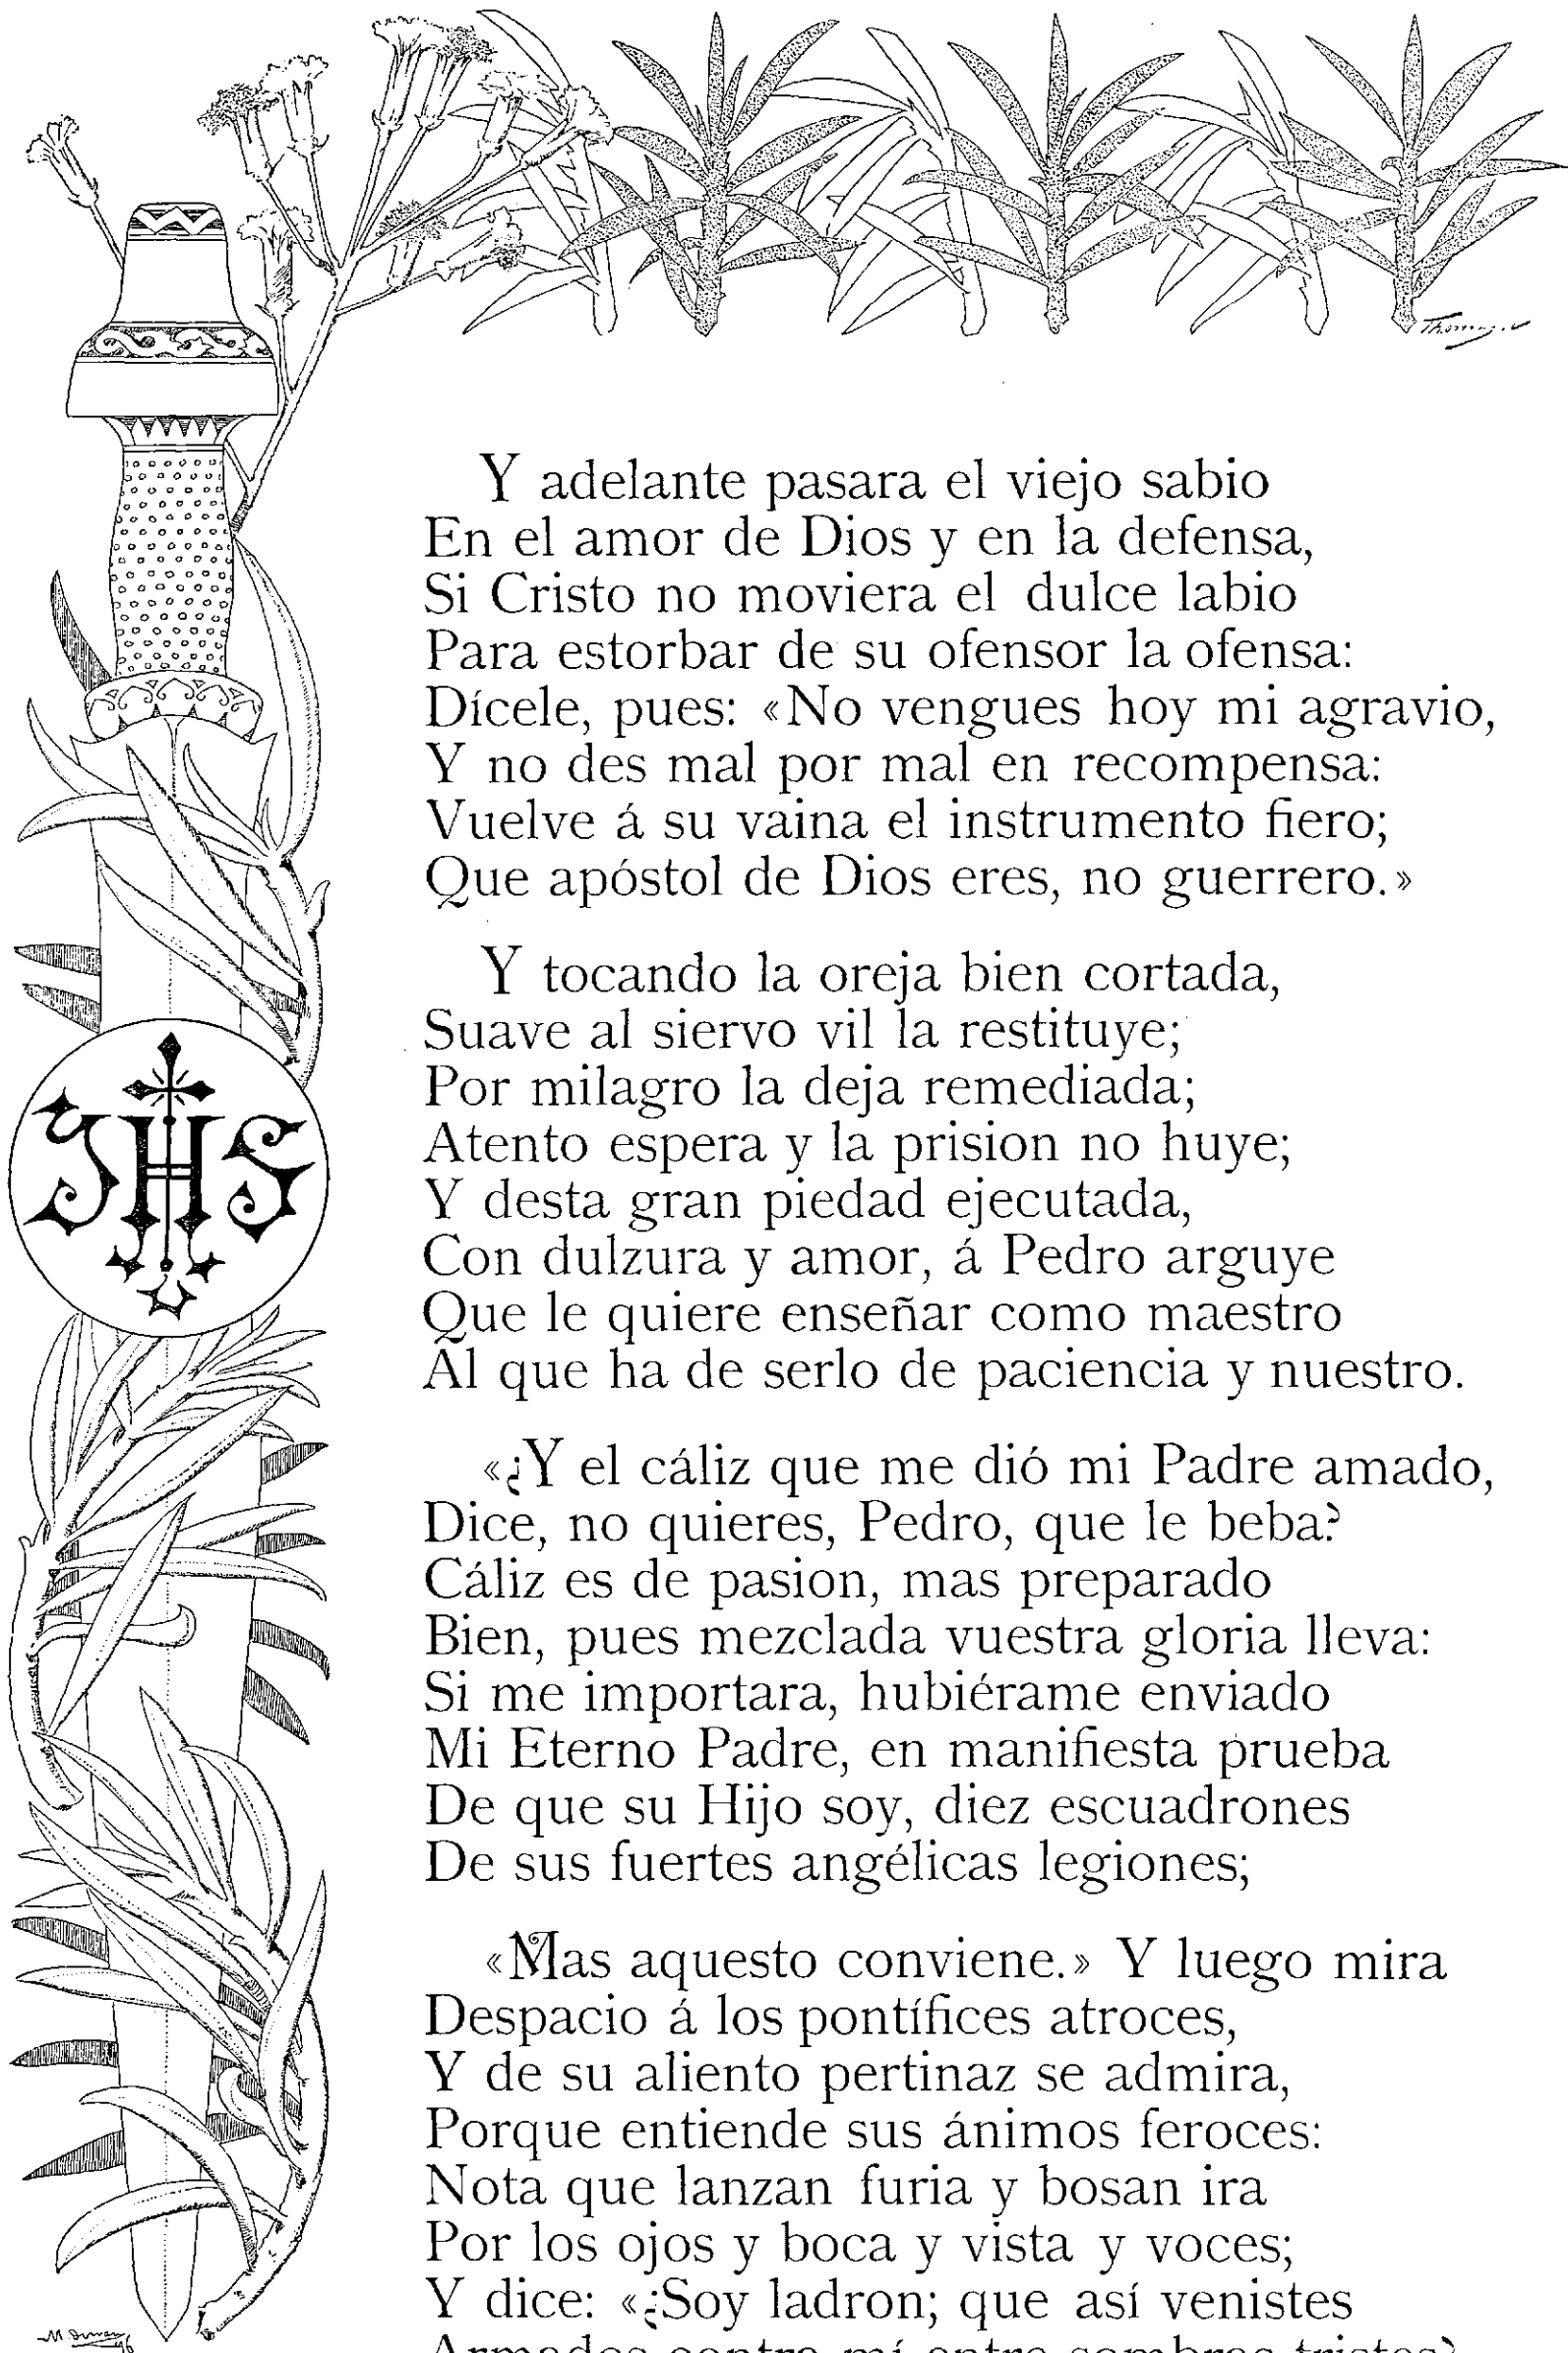 Y adelante pasara el viejo sabio
En el amor de Dios y en la defensa,
Si Cristo no moviera el dulce labio
Para estorbar de su ofensor la ofensa:
Dícele, pues: «No vengues hoy mi agravio,
Y no des mal por mal en recompensa:
Vuelve á su vaina el instrumento fiero;
Que apóstol de Dios eres, no guerrero.»
Y tocando la oreja bien cortada,
Suave al siervo vil la restituye;
Por milagro la deja remediada;
Atento espera y la prision no huye;
Y desta gran piedad ejecutada,
Con dulzura y amor, á Pedro arguye
Que le quiere enseñar como maestro
Al que ha de serlo de paciencia y nuestro.
«¿Y el cáliz que me dió mi Padre amado,
Dice, no quieres, Pedro, que le beba?
Cáliz es de pasion, mas preparado
Bien, pues mezclada vuestra gloria lleva:
Si me importara, hubiérame enviado
Mi Eterno Padre, en manifiesta prueba
De que su Hijo soy, diez escuadrones
De sus fuertes angélicas legiones;
«Mas aquesto conviene.» Y luego mira
Despacio á los pontífices atroces,
Y de su aliento pertinaz se admira,
Porque entiende sus ánimos feroces:
Nota que lanzan furia y bosan ira
Por los ojos y boca y vista y voces;
Y dice: «¿Soy ladron; que así venistes
Armados contra mí entre sombras tristes?
JHS